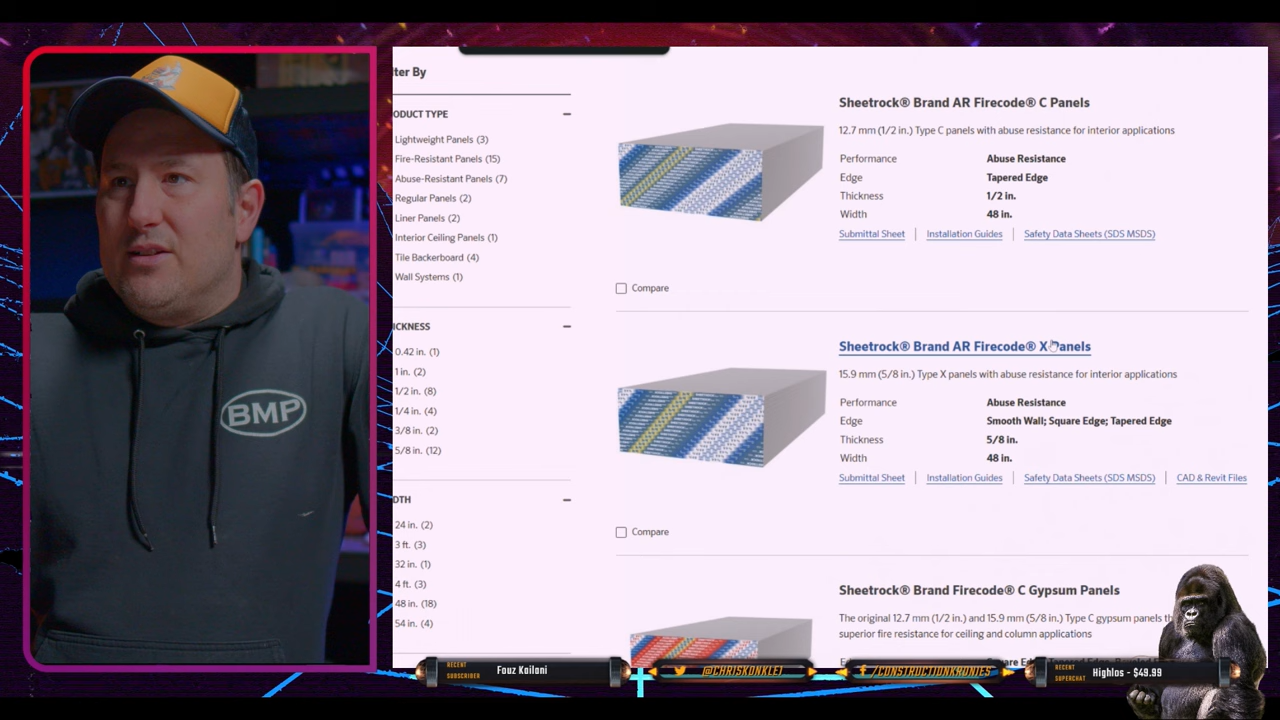 BMP
lter By
ODUCT TYPE
Lightweight Panels (3)
Fire-Resistant Panels (15)
Abuse-Resistant Panels (7)
Regular Panels (2)
Liner Panels (2)
Interior Ceiling Panels (1)
Tile Backerboard (4)
Wall Systems (1)
ICKNESS
0.42 in. (1)
1 in. (2)
1/2 in. (8)
1/4 in. (4)
3/8 in. (2)
5/8 in. (12)
DTH
24 in. (2)
3 ft. (3)
32 in. (1)
4 ft. (3)
48 in. (18)
54 in. (4)
Sheetrock® Brand AR Firecode® C Panels
12.7 mm (1/2 in.) Type C panels with abuse resistance for interior applications
Performance Abuse Resistance
Edge Tapered Edge
Thickness 1/2 in.
Width 48 in.
Submittal Sheet | Installation Guides | Safety Data Sheets (SDS MSDS)
Compare
Sheetrock® Brand AR Firecode® X Panels
15.9 mm (5/8 in.) Type X panels with abuse resistance for interior applications
Performance Abuse Resistance
Edge Smooth Wall; Square Edge; Tapered Edge
Thickness 5/8 in.
Width 48 in.
Submittal Sheet | Installation Guides | Safety Data Sheets (SDS MSDS) | CAD & Revit Files
Compare
Sheetrock® Brand Firecode® C Gypsum Panels
The original 12.7 mm (1/2 in.) and 15.9 mm (5/8 in.) Type C gypsum panels th
superior fire resistance for ceiling and column applications
RECENT SUBSCRIBER Fouz Kailani
@CHRISKONKLE1
/CONSTRUCTIONKRONIES
RECENT SUPERCHAT Highlos - $49.99